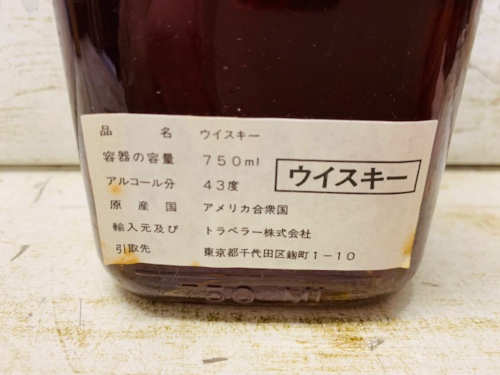 品名 ウイスキー
容器の容量 750ml
アルコール分 43度
原産国 アメリカ合衆国
輸入元及び トラベラー株式会社
引取先 東京都千代田区麹町1-10
ウイスキー
750 Ml